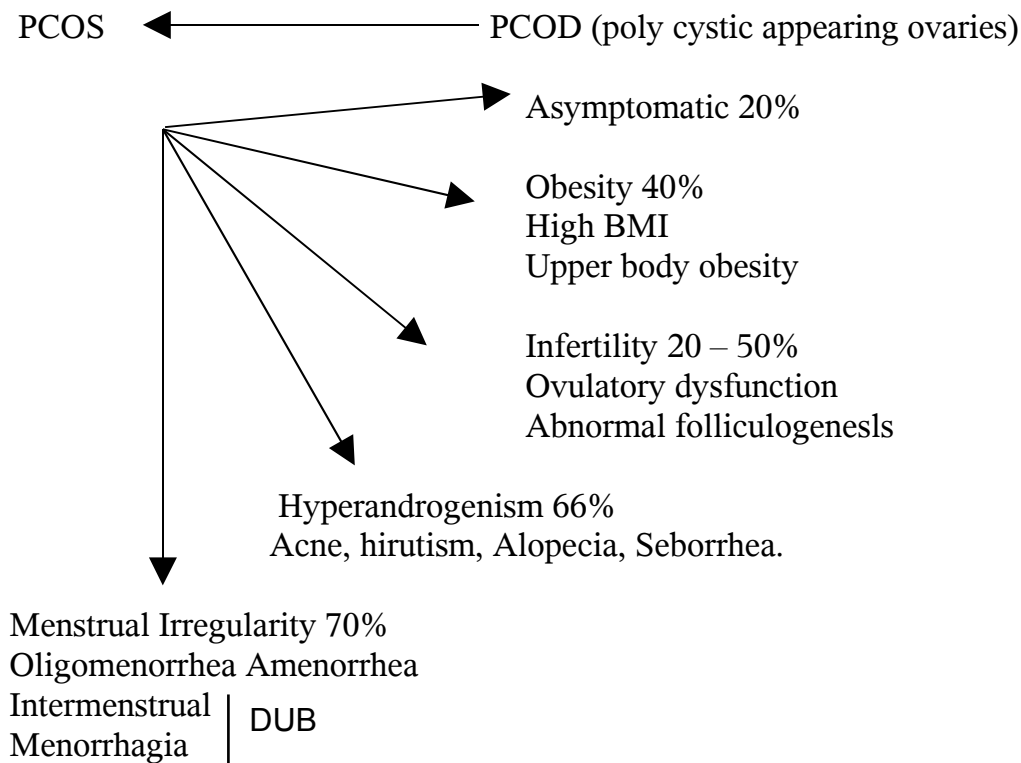 PCOS PCOD (poly cystic appearing ovaries)
Asymptomatic 20%
Obesity 40%
High BMI
Upper body obesity
Infertility 20 – 50%
Ovulatory dysfunction
Abnormal folliculogenesls
Hyperandrogenism 66%
Acne, hirutism, Alopecia, Seborrhea.
Menstrual Irregularity 70%
Oligomenorrhea Amenorrhea
Intermenstrual
DUB
Menorrhagia